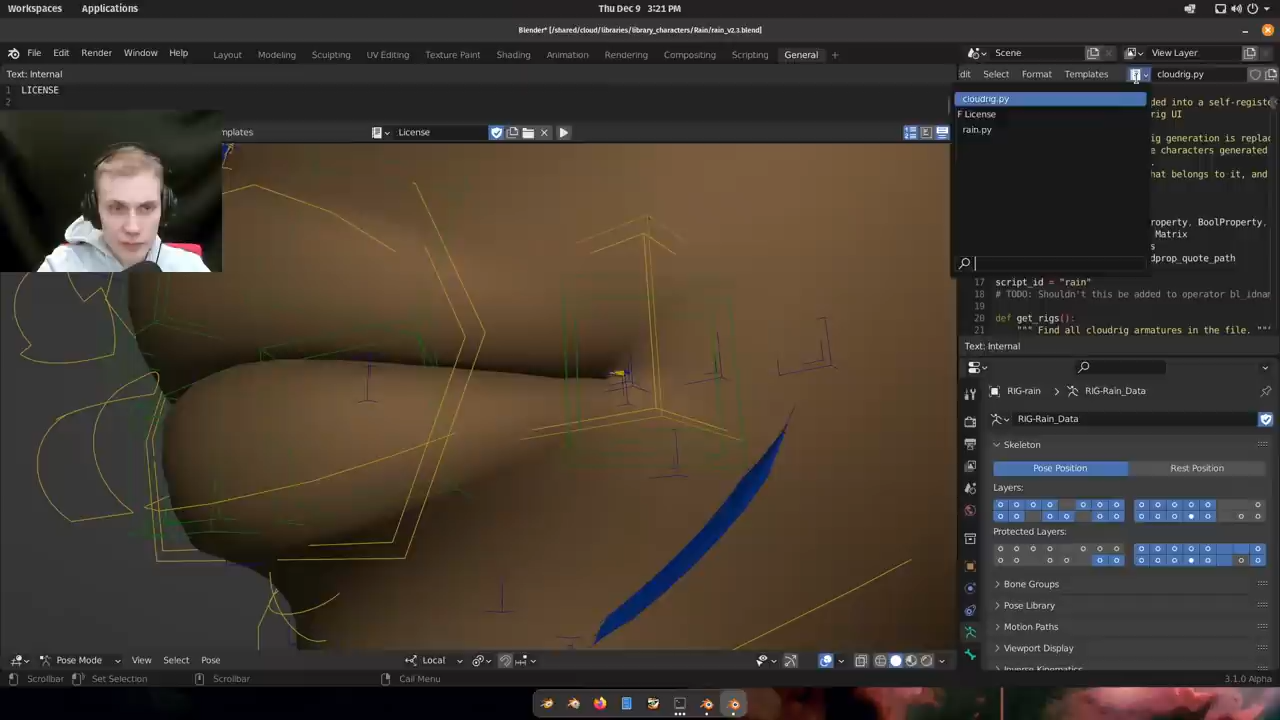 Workspaces Applications Thu Dec 9 3:21 PM
Blender* [/shared/cloud/libraries/library_characters/Rain/rain_v2.3.blend]
File Edit Render Window Help Layout Modeling Sculpting UV Editing Texture Paint Shading Animation Rendering Compositing Scripting General + Scene View Layer
Text: Internal
dit Select Format Templates cloudrig.py
1 LICENSE
2
cloudrig.py
F License
rain.py
ded into a self-registe
rig UI
rig generation is replac
e characters generated
hat belongs to it, and
roperty, BoolProperty,
Matrix
s
dprop_quote_path
mplates License
17 script_id = "rain"
18 # TODO: Shouldn't this be added to operator bl_idnam
19
20 def get_rigs():
21 """ Find all cloudrig armatures in the file. """
Text: Internal
RIG-rain RIG-Rain_Data
RIG-Rain_Data
Skeleton
Pose Position Rest Position
Layers:
Protected Layers:
Bone Groups
Pose Library
Motion Paths
Viewport Display
Inverse Kinematics
Pose Mode View Select Pose Local
Scrollbar Set Selection Scrollbar Call Menu 3.1.0 Alpha